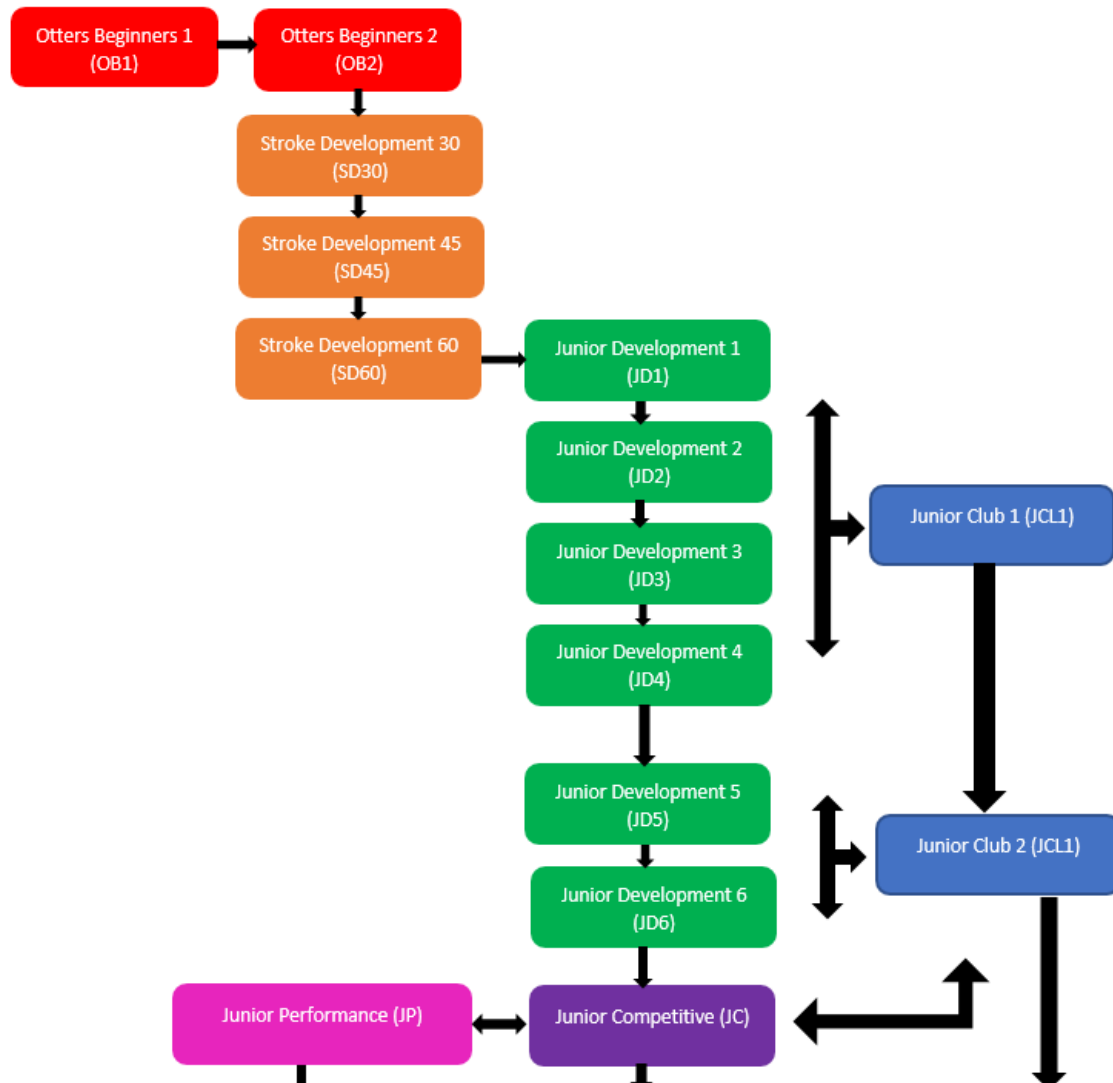 Otters Beginners 1
(OB1)
Otters Beginners 2
(OB2)
Stroke Development 30
(SD30)
Stroke Development 45
(SD45)
Stroke Development 60
(SD60)
Junior Development 1
(JD1)
Junior Development 2
(JD2)
Junior Development 3
(JD3)
Junior Development 4
(JD4)
Junior Club 1 (JCL1)
Junior Development 5
(JD5)
Junior Development 6
(JD6)
Junior Club 2 (JCL1)
Junior Performance (JP)
Junior Competitive (JC)